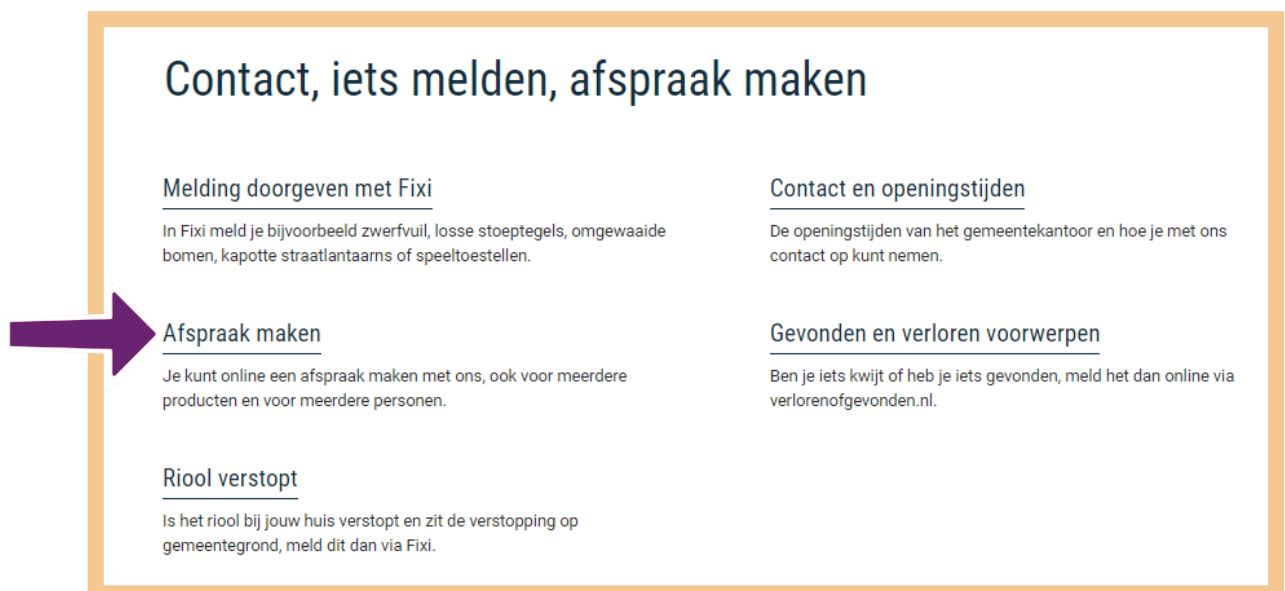 Contact, iets melden, afspraak maken
Melding doorgeven met Fixi
In Fixi meld je bijvoorbeeld zwerfvuil, losse stoeptegels, omgewaaide
bomen, kapotte straatlantaarns of speeltoestellen.
Contact en openingstijden
De openingstijden van het gemeentekantoor en hoe je met ons
contact op kunt nemen.
Afspraak maken
Je kunt online een afspraak maken met ons, ook voor meerdere
producten en voor meerdere personen.
Gevonden en verloren voorwerpen
Ben je iets kwijt of heb je iets gevonden, meld het dan online via
verlorenofgevonden.nl.
Riool verstopt
Is het riool bij jouw huis verstopt en zit de verstopping op
gemeentegrond, meld dit dan via Fixi.